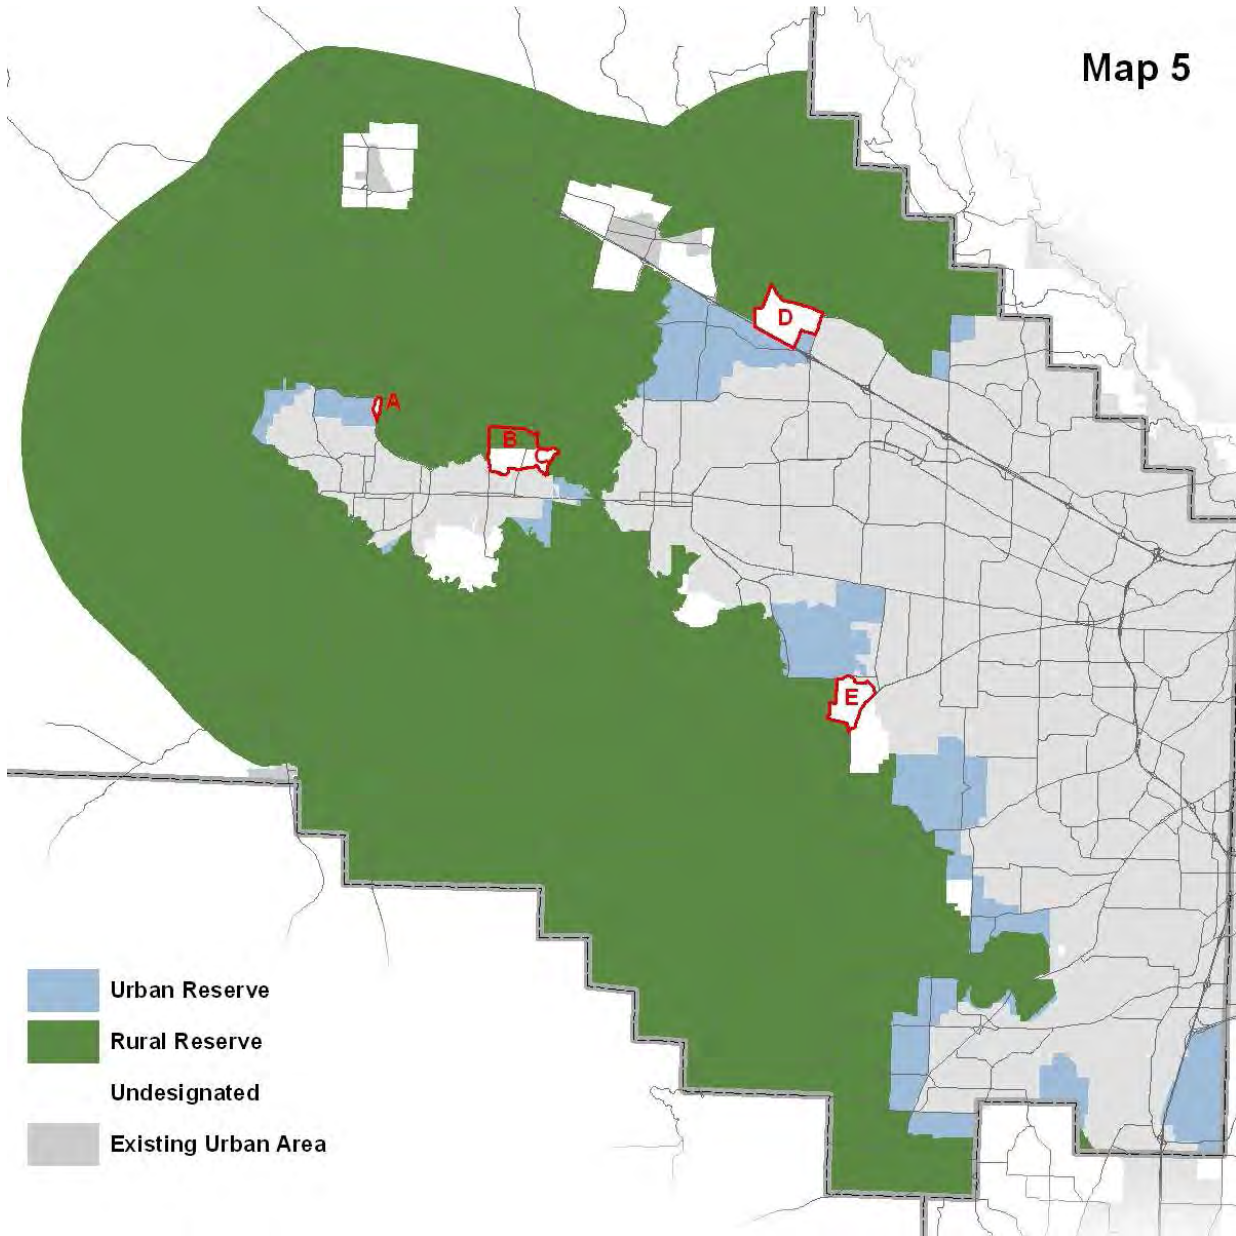 Map 5
D
A
B
C
E
Urban Reserve
Rural Reserve
Undesignated
Existing Urban Area